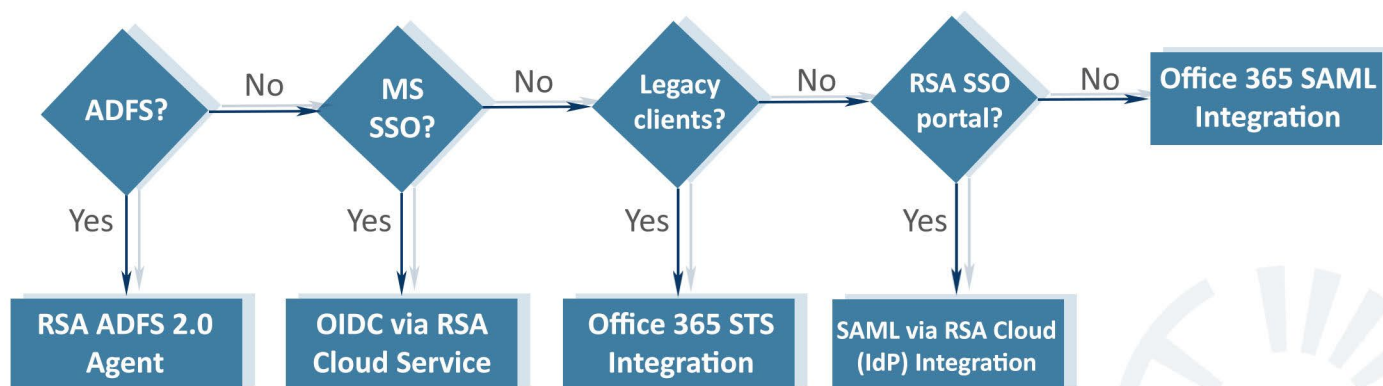 ADFS?
No
MS
SSO?
No
Legacy
clients?
No
RSA SSO
portal?
No
Office 365 SAML
Integration
Yes
Yes
Yes
Yes
RSA ADFS 2.0
Agent
OIDC via RSA
Cloud Service
Office 365 STS
Integration
SAML via RSA Cloud
(IdP) Integration